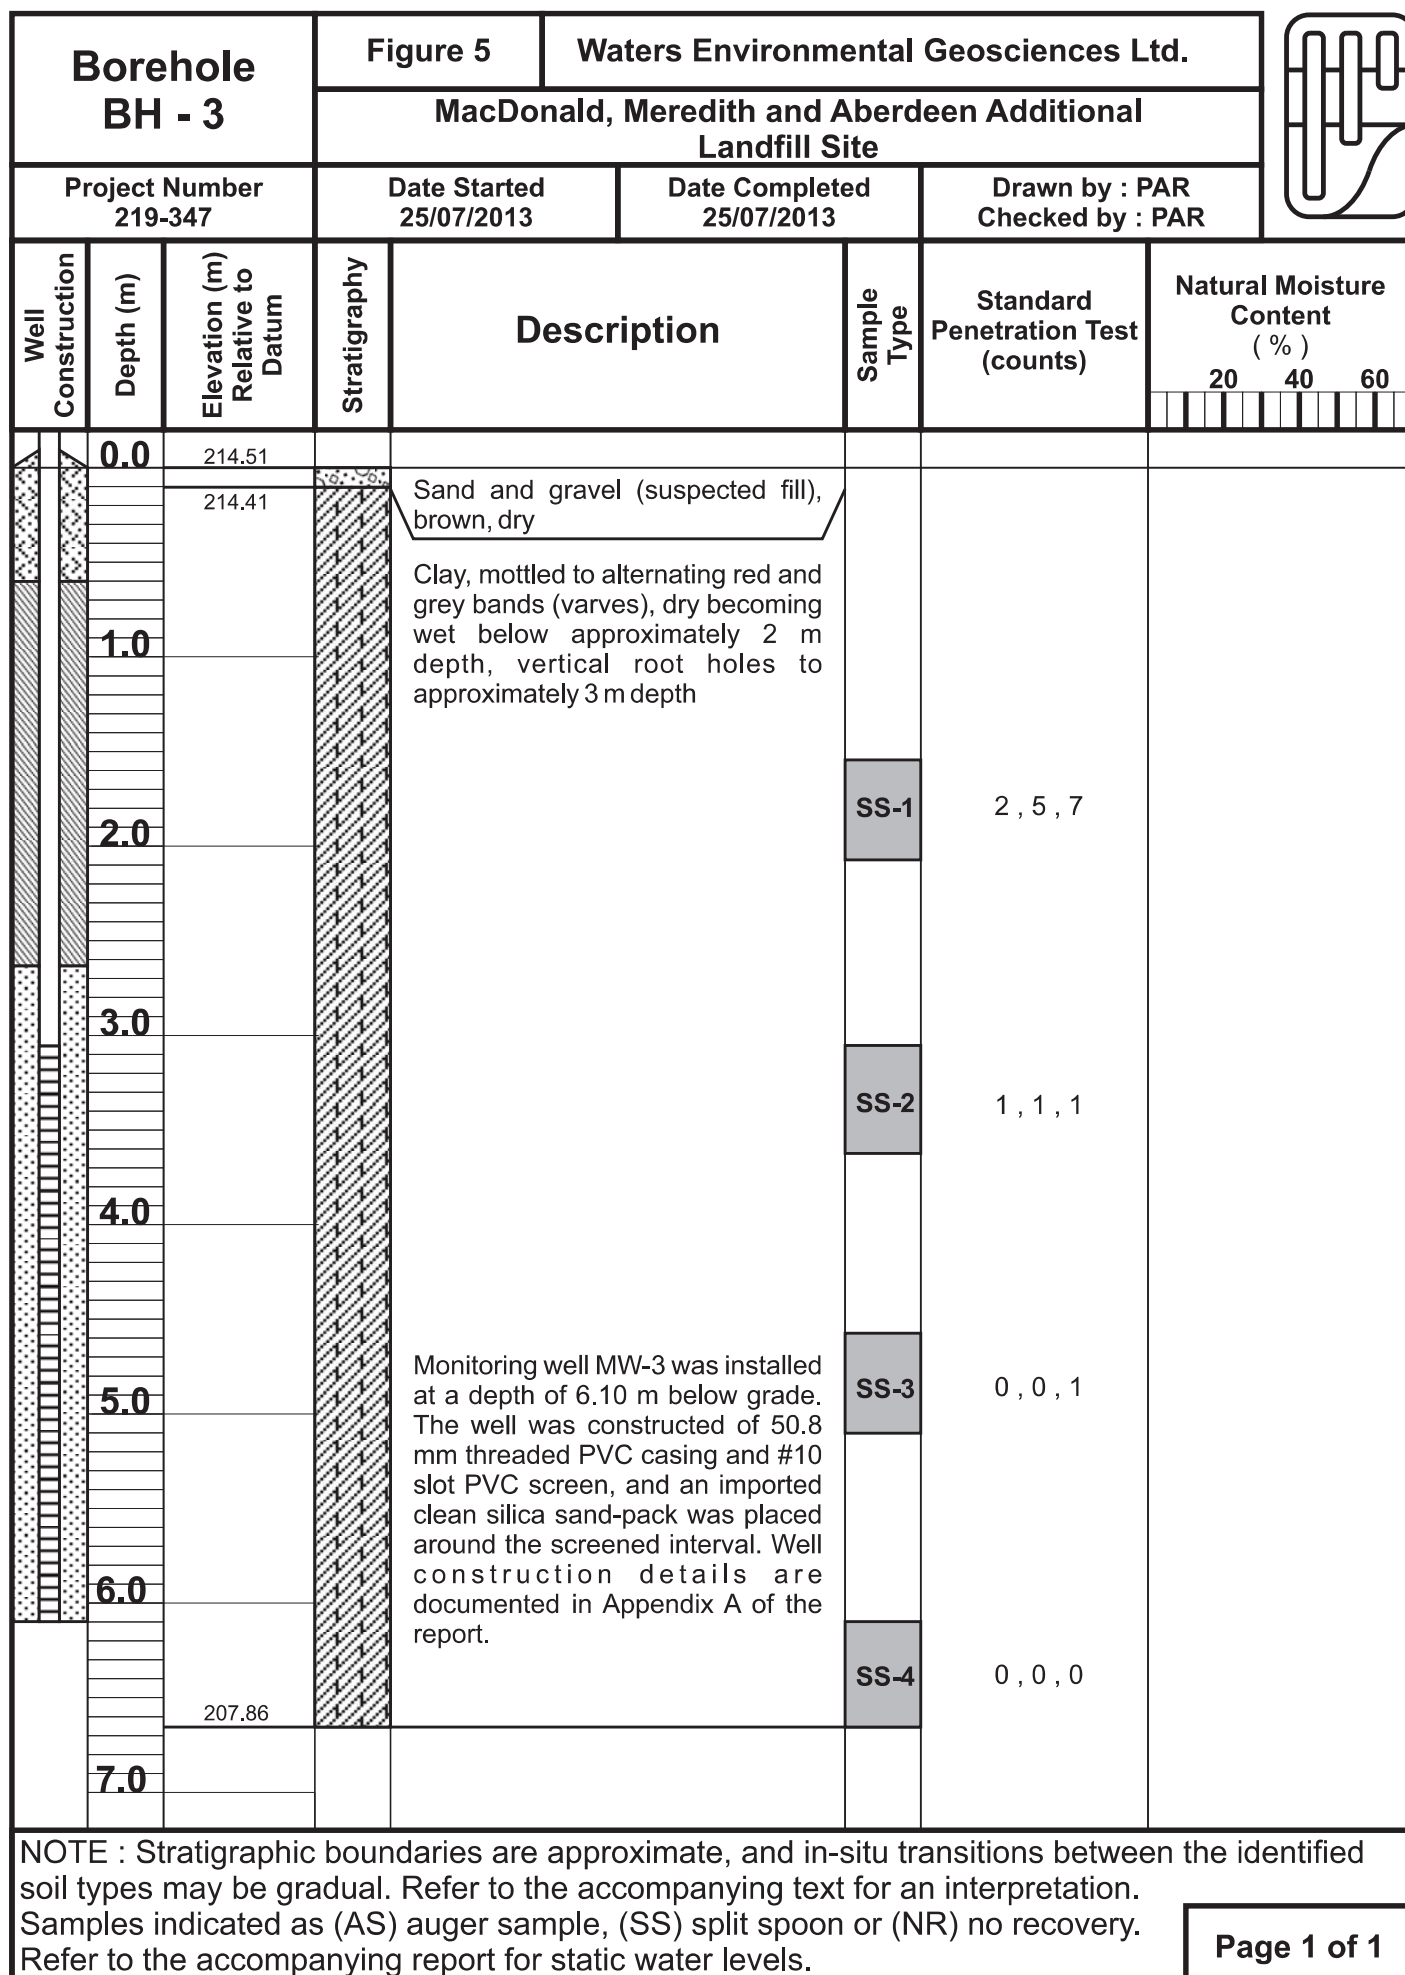 Borehole
BH - 3
Figure 5
Waters Environmental Geosciences Ltd.
MacDonald, Meredith and Aberdeen Additional
Landfill Site
Project Number
219-347
Date Started
25/07/2013
Date Completed
25/07/2013
Drawn by : PAR
Checked by : PAR
Well
Construction
Depth (m)
Elevation (m)
Relative to
Datum
Stratigraphy
Description
Sample
Type
Standard
Penetration Test
(counts)
Natural Moisture
Content
( % )
20 40 60
0.0 214.51
214.41
Sand and gravel (suspected fill),
brown, dry
Clay, mottled to alternating red and
grey bands (varves), dry becoming
wet below approximately 2 m
depth, vertical root holes to
approximately 3 m depth
1.0
SS-1 2 , 5 , 7
2.0
3.0
SS-2 1 , 1 , 1
4.0
Monitoring well MW-3 was installed
at a depth of 6.10 m below grade.
The well was constructed of 50.8
mm threaded PVC casing and #10
slot PVC screen, and an imported
clean silica sand-pack was placed
around the screened interval. Well
construction details are
documented in Appendix A of the
report.
SS-3 0 , 0 , 1
5.0
6.0
SS-4 0 , 0 , 0
207.86
7.0
NOTE : Stratigraphic boundaries are approximate, and in-situ transitions between the identified
soil types may be gradual. Refer to the accompanying text for an interpretation.
Samples indicated as (AS) auger sample, (SS) split spoon or (NR) no recovery.
Refer to the accompanying report for static water levels.
Page 1 of 1